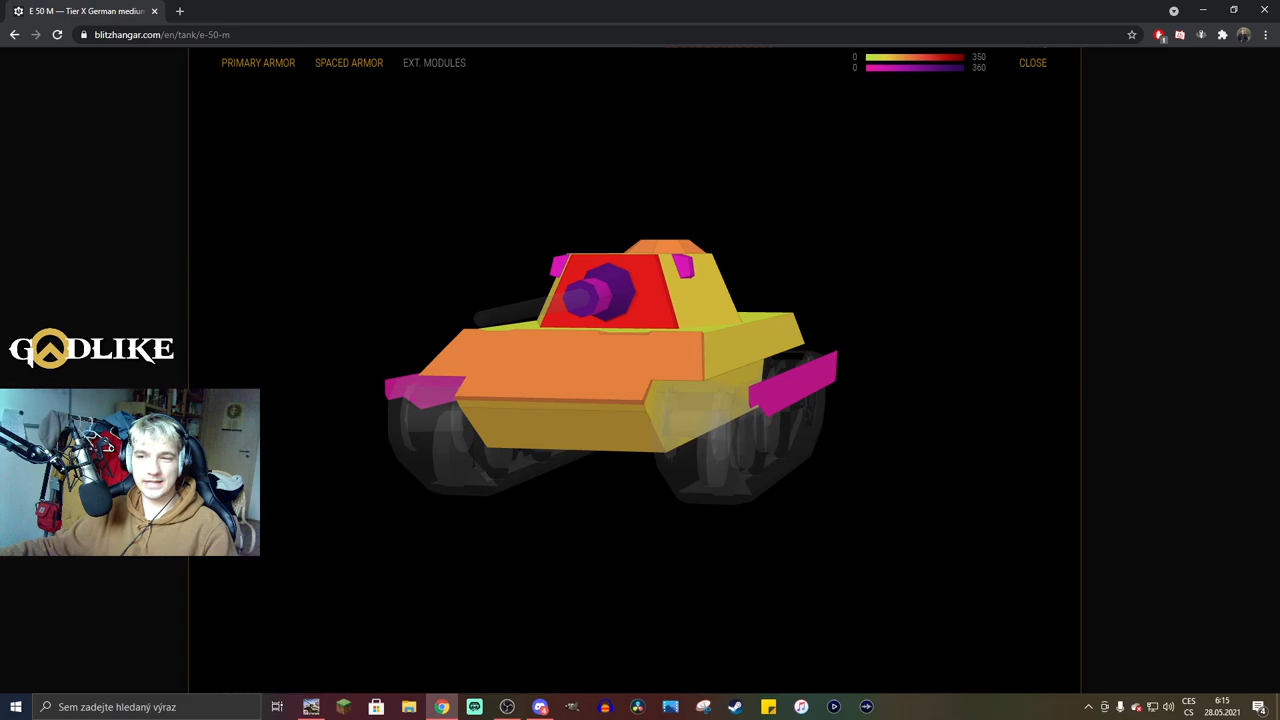 E 50 M — Tier X German medium
blitzhangar.com/en/tank/e-50-m
PRIMARY ARMOR SPACED ARMOR EXT. MODULES 0 350 CLOSE
0 360
GODLIKE
Sem zadejte hledaný výraz
CES 6:15
CS 28.05.2021